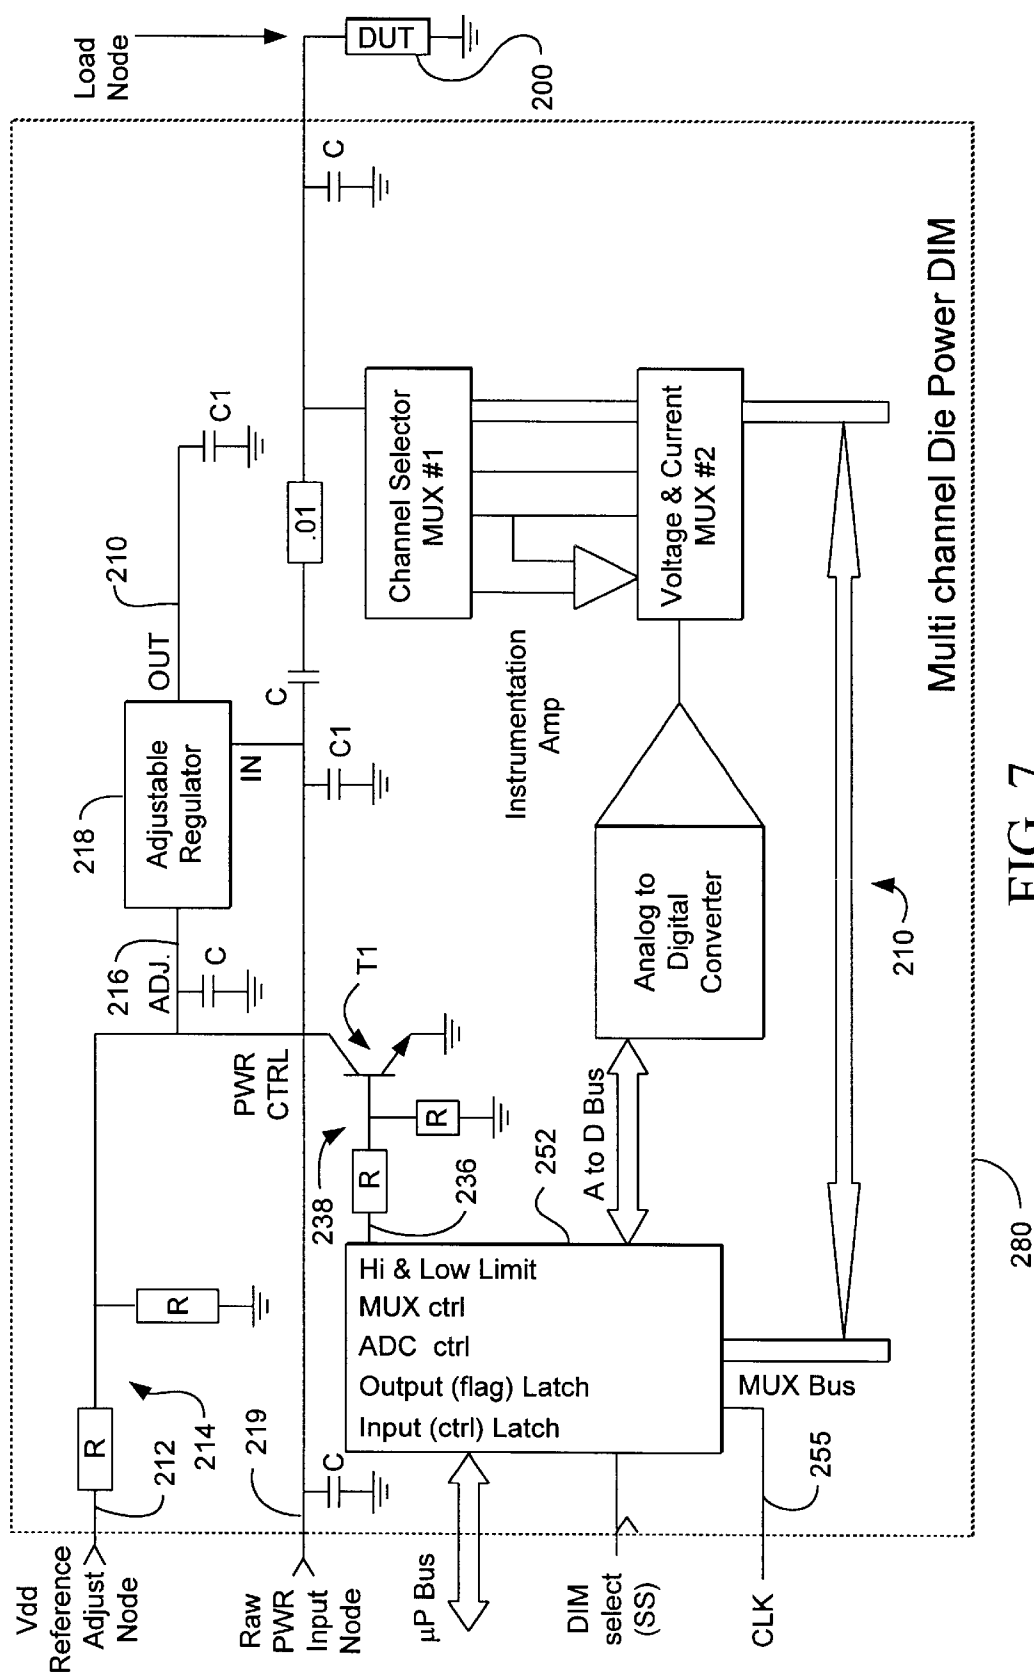 Vdd
Reference
Adjust
Node
212
R
214
R
216
ADJ.
C
218
Adjustable
Regulator
OUT
IN
210
C1
Load
Node
DUT
200
Raw
PWR
Input
Node
219
C
PWR
CTRL
T1
C1
C
.01
C
238
R
R
236
252
Hi & Low Limit
MUX ctrl
ADC ctrl
Output (flag) Latch
Input (ctrl) Latch
µP Bus
DIM
select
(SS)
CLK
255
MUX Bus
A to D Bus
Analog to
Digital
Converter
Instrumentation
Amp
Channel Selector
MUX #1
Voltage & Current
MUX #2
210
Multi channel Die Power DIM
280
FIG. 7